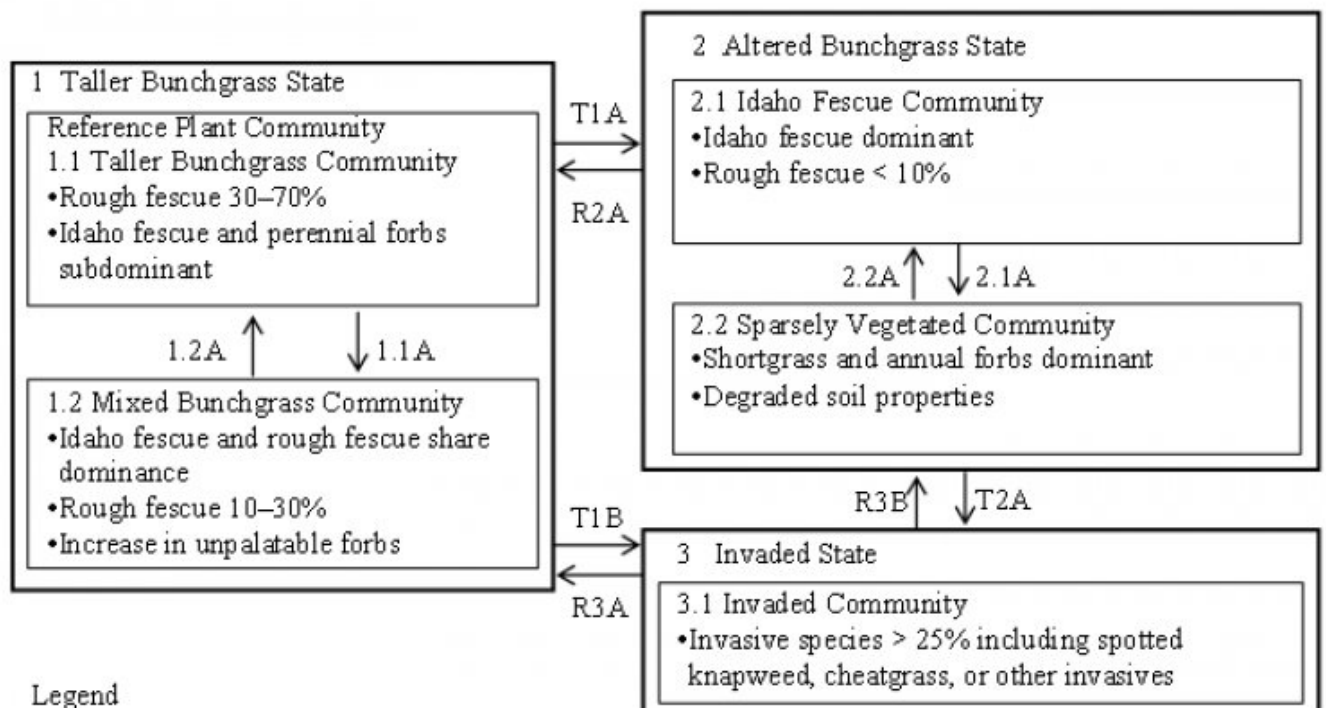 1 Taller Bunchgrass State
Reference Plant Community
1.1 Taller Bunchgrass Community
•Rough fescue 30–70%
•Idaho fescue and perennial forbs
subdominant
1.2A
1.1A
1.2 Mixed Bunchgrass Community
•Idaho fescue and rough fescue share
dominance
•Rough fescue 10–30%
•Increase in unpalatable forbs
T1A
R2A
2 Altered Bunchgrass State
2.1 Idaho Fescue Community
•Idaho fescue dominant
•Rough fescue < 10%
2.2A
2.1A
2.2 Sparsely Vegetated Community
•Shortgrass and annual forbs dominant
•Degraded soil properties
R3B
T2A
T1B
R3A
3 Invaded State
3.1 Invaded Community
•Invasive species > 25% including spotted
knapweed, cheatgrass, or other invasives
Legend